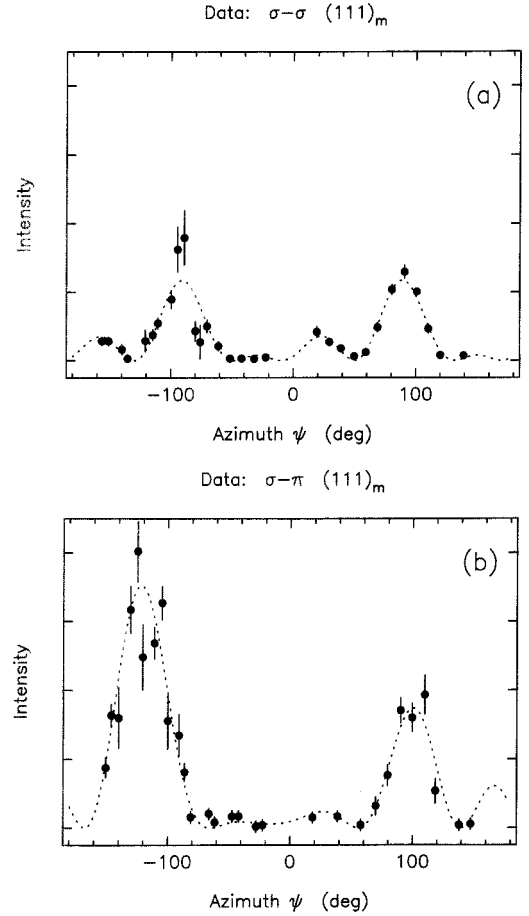 Data: σ−σ (111)m
(a)
Intensity
−100 0 100
Azimuth ψ (deg)
Data: σ−π (111)m
(b)
Intensity
−100 0 100
Azimuth ψ (deg)